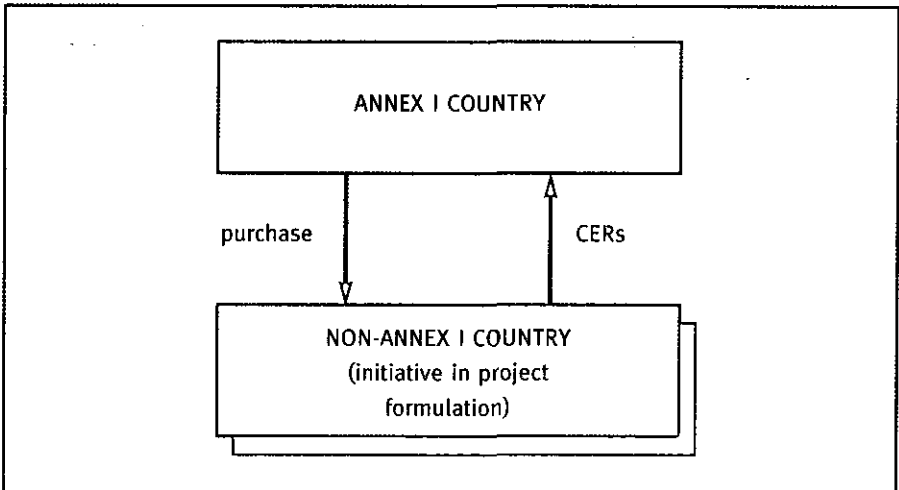 ANNEX I COUNTRY
purchase
CERs
NON-ANNEX I COUNTRY
(initiative in project
formulation)